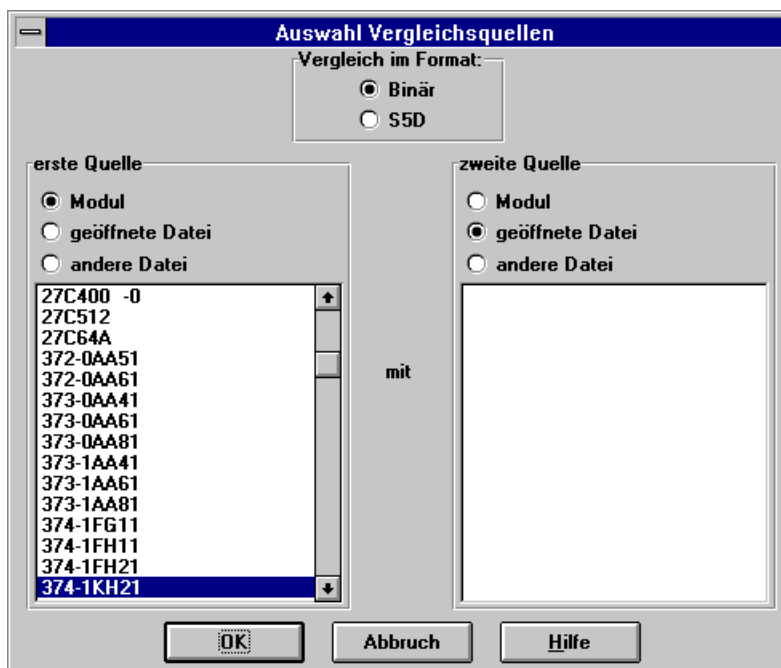 Auswahl Vergleichsquellen
Vergleich im Format:
Binär
S5D
erste Quelle
Modul
geöffnete Datei
andere Datei
27C400 -0
27C512
27C64A
372-0AA51
372-0AA61
373-0AA41
373-0AA61
373-0AA81
373-1AA41
373-1AA61
373-1AA81
374-1FG11
374-1FH11
374-1FH21
374-1KH21
mit
zweite Quelle
Modul
geöffnete Datei
andere Datei
OK
Abbruch
Hilfe